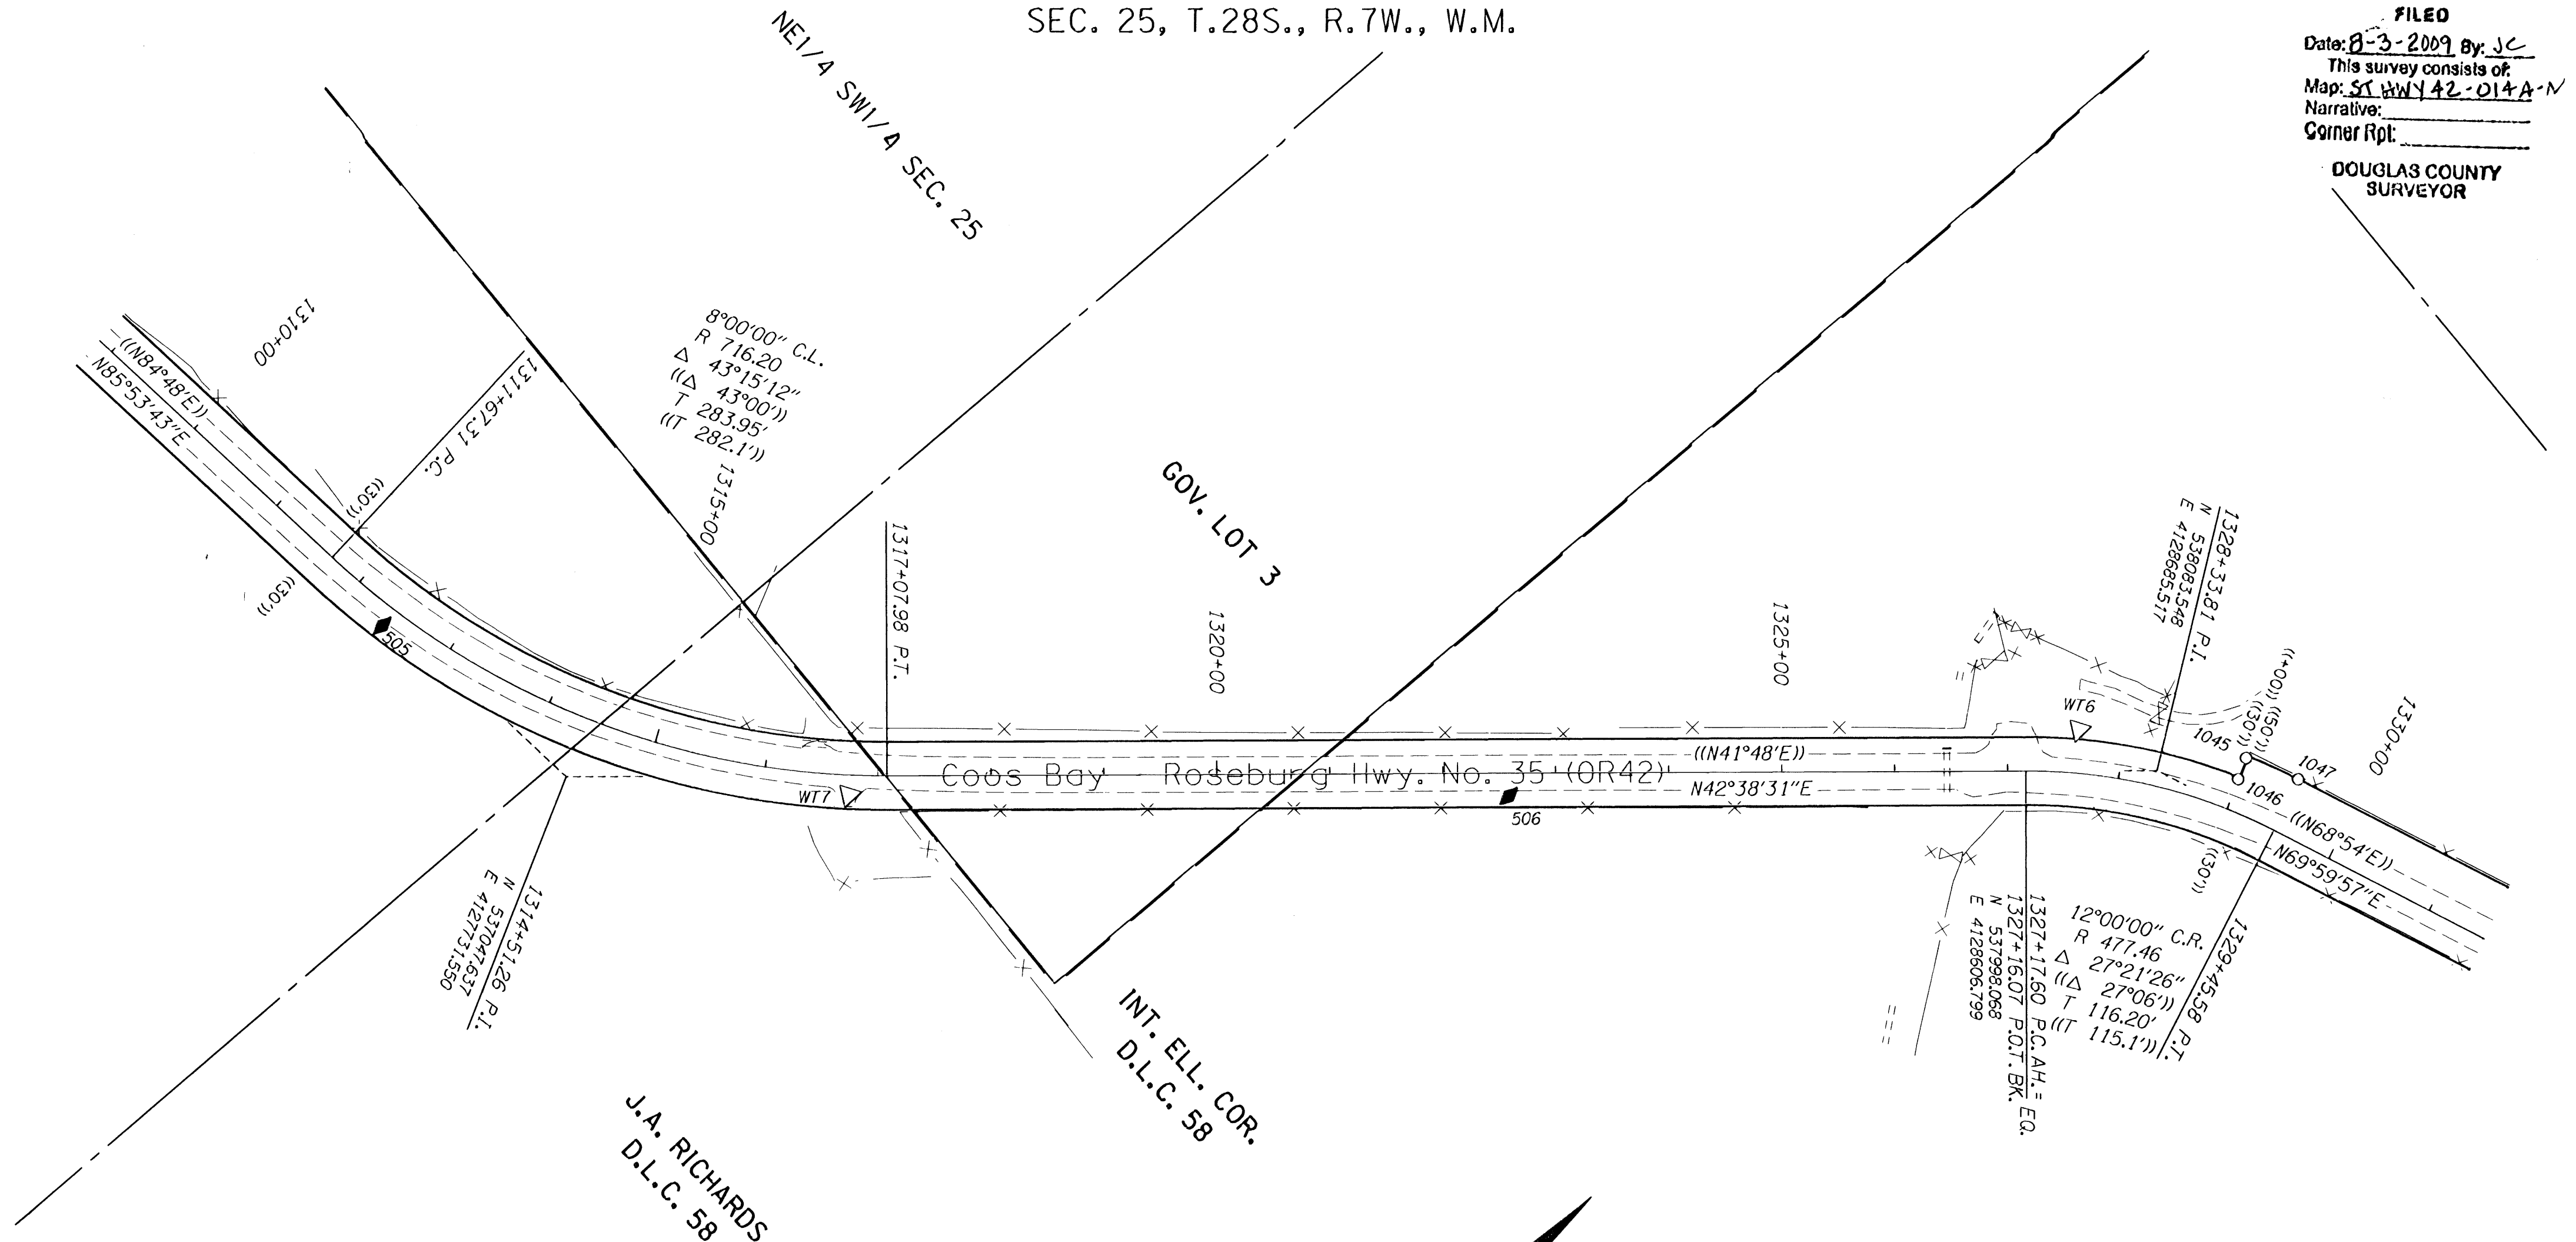 SEC. 25, T.28S., R.7W., W.M.
FILED
Date: 8-3-2009 By: JC
This survey consists of:
Map: ST HWY 42-014A-N
Narrative:
Corner Rpt:
DOUGLAS COUNTY
SURVEYOR
NE1/4 SW1/4 SEC. 25
1310+00
((N84°48'E))
N85°53'43"E
1311+67.31 P.C.
((30'))
((30'))
505
8°00'00" C.L.
R 716.20
Δ 43°15'12"
((Δ 43°00'))
T 283.95'
((T 282.1'))
1315+00
1317+07.98 P.T.
GOV. LOT 3
1320+00
1325+00
1328+33.81 P.I.
N 538083.548
E 4128685.517
WT6
1045
((+00))
((50'))
((30'))
1047
1046
1330+00
((N41°48'E))
Coos Bay - Roseburg Hwy. No. 35 (OR42)
N42°38'31"E
WT7
506
((N68°54'E))
N69°59'57"E
((30'))
1314+51.26 P.I.
N 537047.637
E 4127731.550
1327+17.60 P.C. AH. =
1327+16.07 P.O.T. BK. EQ.
N 537998.068
E 4128606.799
12°00'00" C.R.
R 477.46
Δ 27°21'26"
((Δ 27°06'))
T 116.20'
((T 115.1'))
1329+45.58 P.T.
INT. ELL. COR.
D.L.C. 58
J.A. RICHARDS
D.L.C. 58